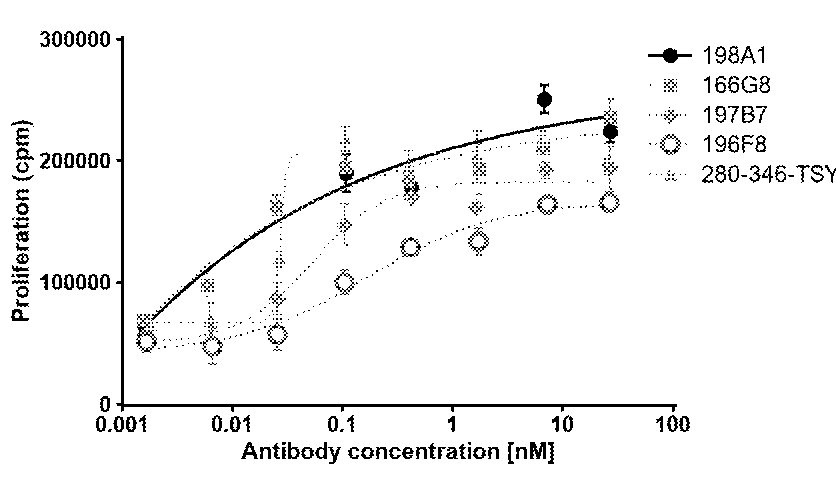 300000
200000
100000
0
Proliferation (cpm)
0.001 0.01 0.1 1 10 100
Antibody concentration [nM]
198A1
166G8
197B7
196F8
280-346-TSY